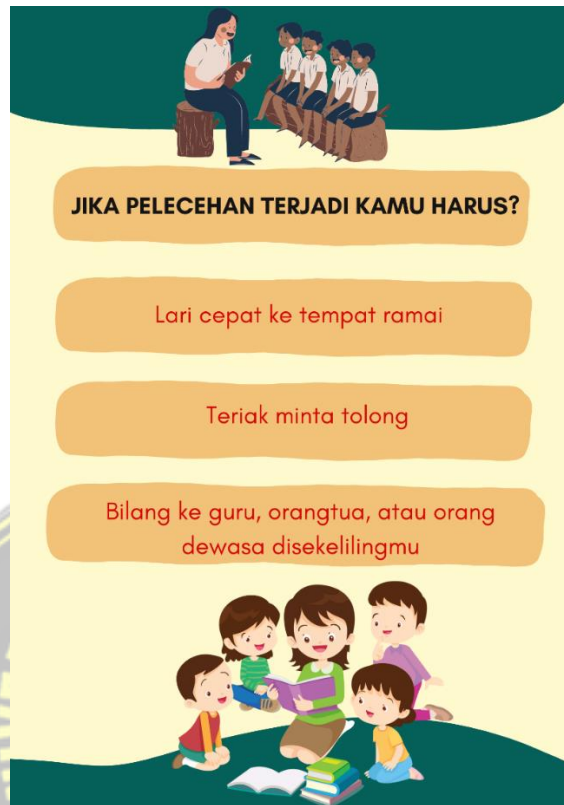 JIKA PELECEHAN TERJADI KAMU HARUS?
Lari cepat ke tempat ramai
Teriak minta tolong
Bilang ke guru, orangtua, atau orang
dewasa disekelilingmu